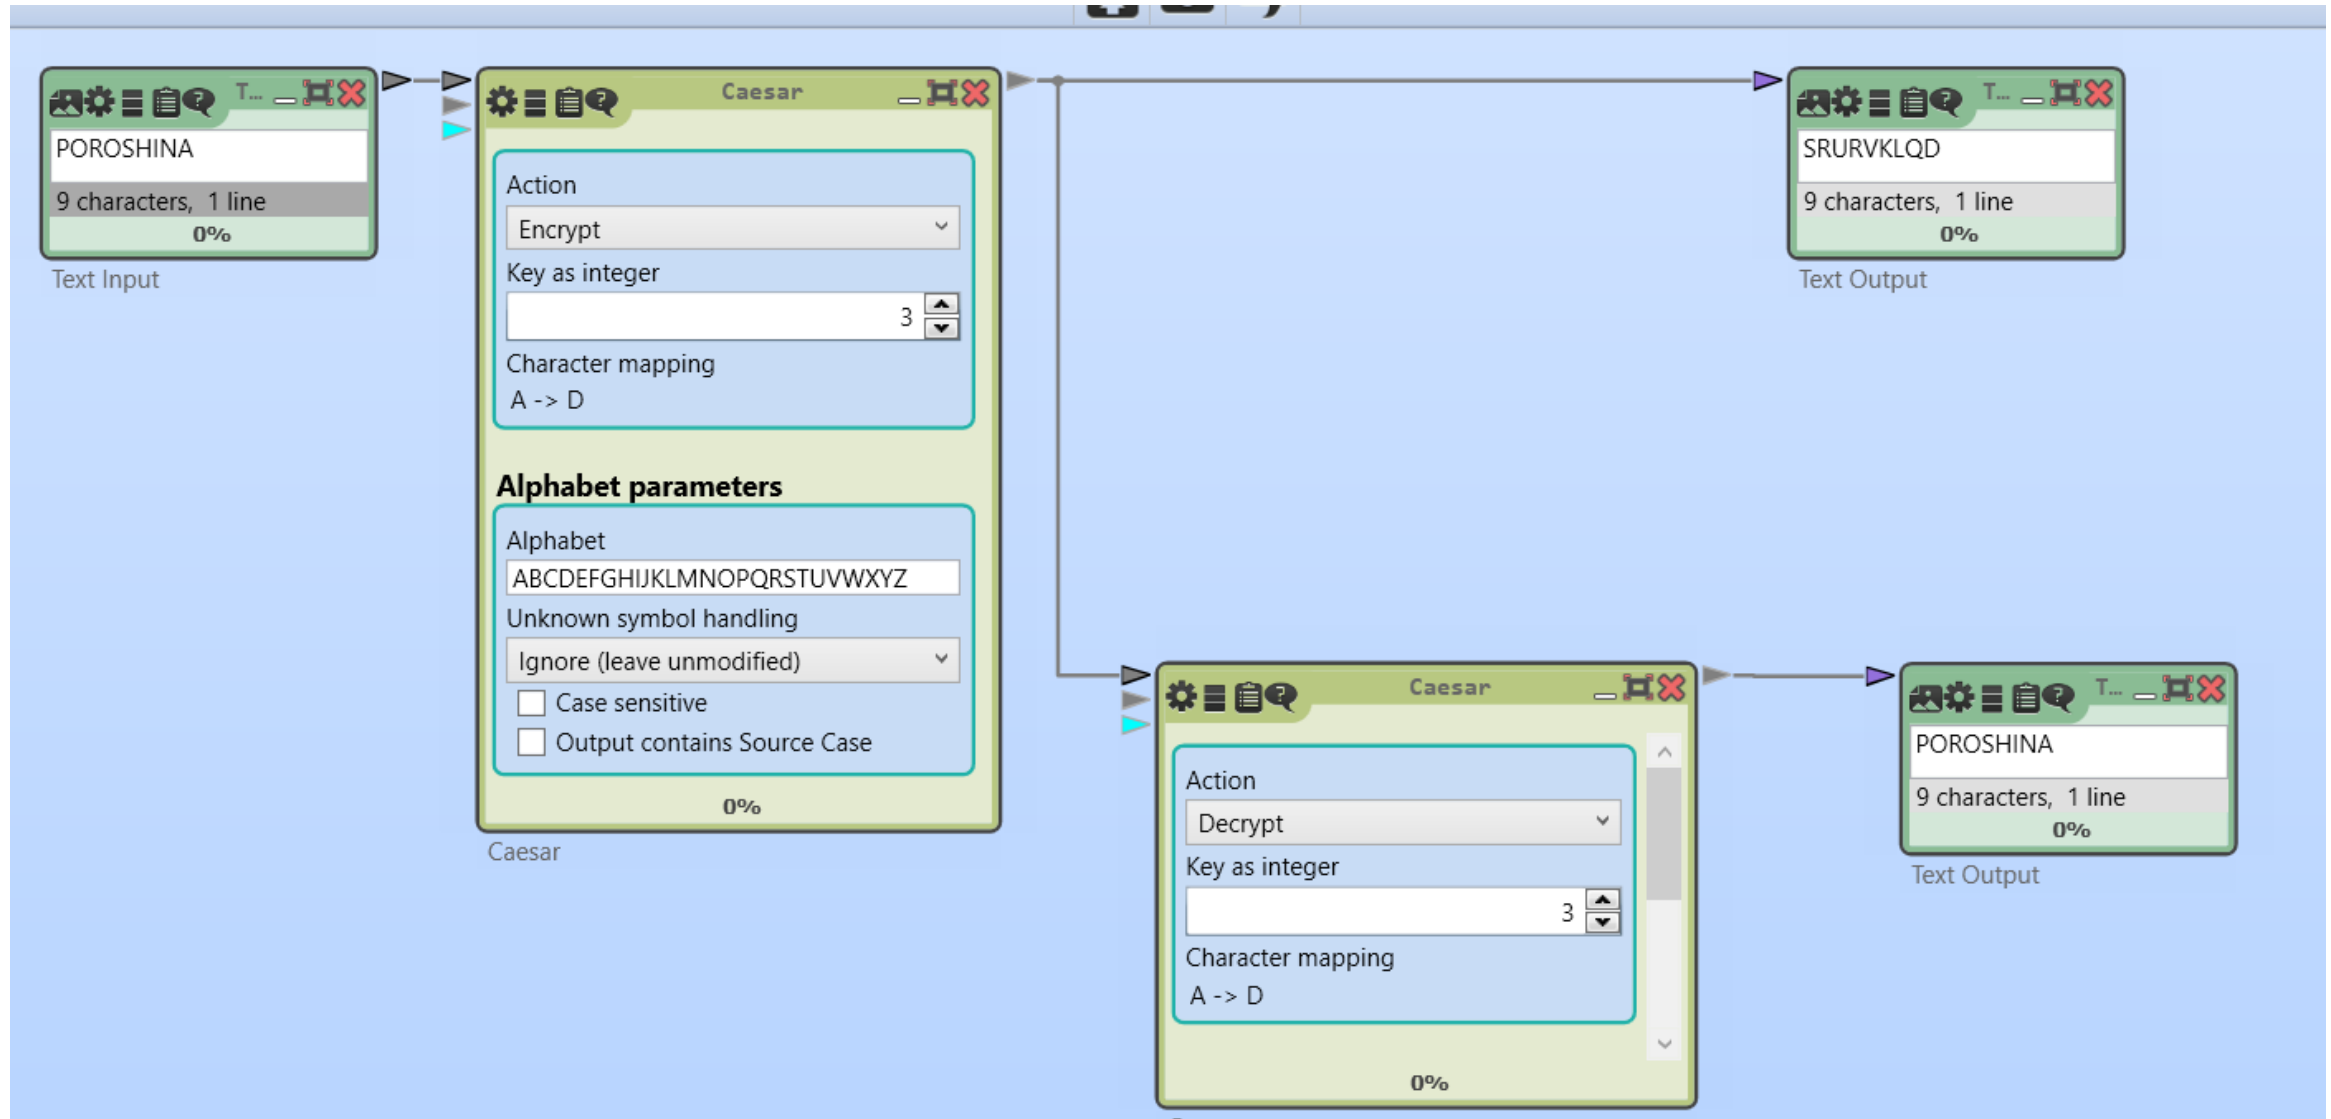 T...
POROSHINA
9 characters,  1 line
0%
Text Input
Caesar
Action
Encrypt
Key as integer
3
Character mapping
A -> D
Alphabet parameters
Alphabet
ABCDEFGHIJKLMNOPQRSTUVWXYZ
Unknown symbol handling
Ignore (leave unmodified)
Case sensitive
Output contains Source Case
0%
Caesar
T...
SRURVKLQD
9 characters,  1 line
0%
Text Output
Caesar
Action
Decrypt
Key as integer
3
Character mapping
A -> D
0%
T...
POROSHINA
9 characters,  1 line
0%
Text Output